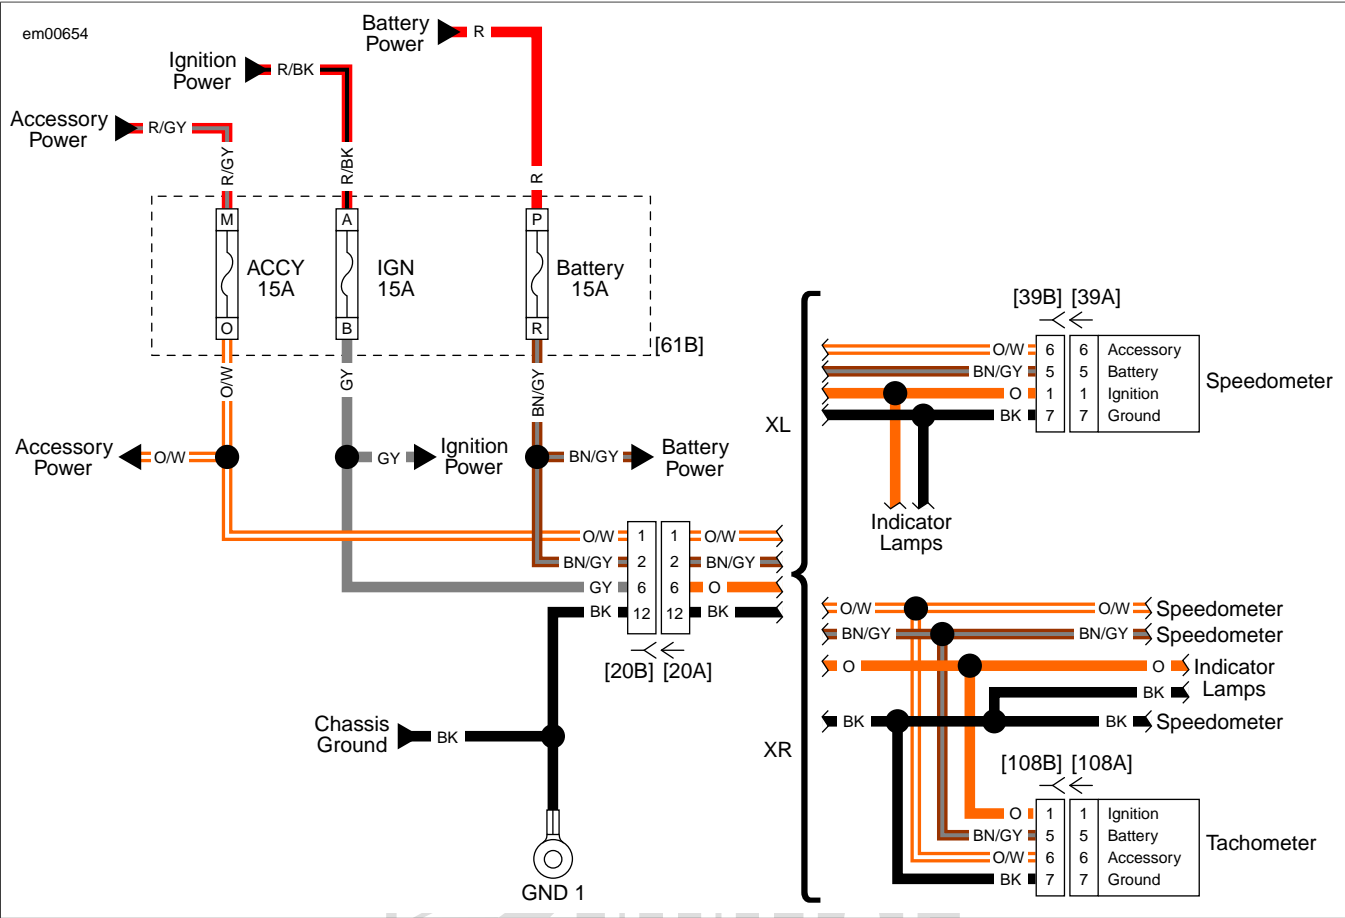 em00654
Battery
Power
R
Ignition
Power
R/BK
Accessory
Power
R/GY
R/GY
R/BK
R
M
A
P
ACCY
15A
IGN
15A
Battery
15A
O
B
R
[61B]
O/W
GY
BN/GY
Accessory
Power
O/W
GY
Ignition
Power
BN/GY
Battery
Power
O/W 1 1 O/W
BN/GY 2 2 BN/GY
GY 6 6 O
BK 12 12 BK
[20B] [20A]
Chassis
Ground
BK
GND 1
XL
[39B] [39A]
O/W 6 6 Accessory
BN/GY 5 5 Battery
O 1 1 Ignition
BK 7 7 Ground
Speedometer
Indicator
Lamps
XR
O/W O/W Speedometer
BN/GY BN/GY Speedometer
O O Indicator
BK Lamps
BK BK Speedometer
[108B] [108A]
O 1 1 Ignition
BN/GY 5 5 Battery
O/W 6 6 Accessory
BK 7 7 Ground
Tachometer